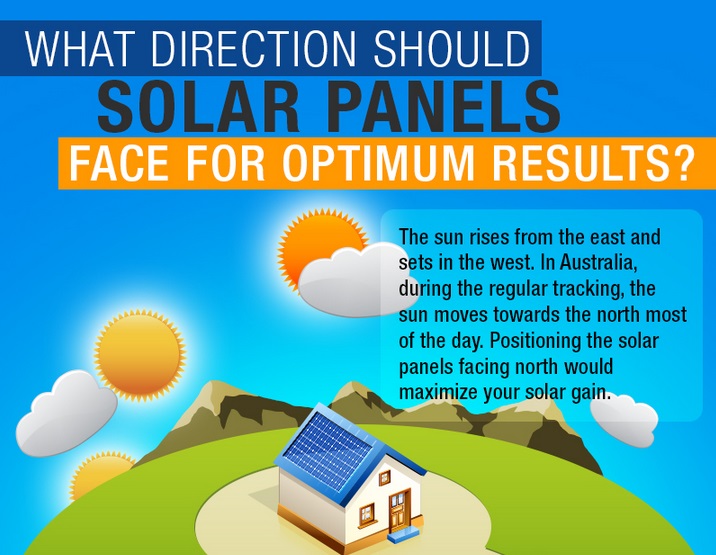 WHAT DIRECTION SHOULD
SOLAR PANELS
FACE FOR OPTIMUM RESULTS?
The sun rises from the east and
sets in the west. In Australia,
during the regular tracking, the
sun moves towards the north most
of the day. Positioning the solar
panels facing north would
maximize your solar gain.